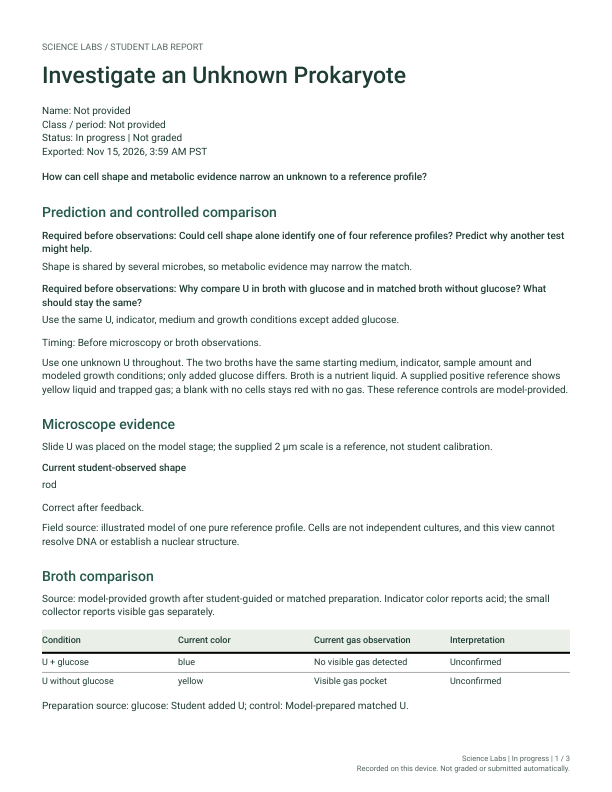 SCIENCE LABS / STUDENT LAB REPORT
Investigate an Unknown Prokaryote
Name: Not provided
Class / period: Not provided
Status: In progress | Not graded
Exported: Nov 15, 2026, 3:59 AM PST
How can cell shape and metabolic evidence narrow an unknown to a reference profile?
Prediction and controlled comparison
Required before observations: Could cell shape alone identify one of four reference profiles? Predict why another test
might help.
Shape is shared by several microbes, so metabolic evidence may narrow the match.
Required before observations: Why compare U in broth with glucose and in matched broth without glucose? What
should stay the same?
Use the same U, indicator, medium and growth conditions except added glucose.
Timing: Before microscopy or broth observations.
Use one unknown U throughout. The two broths have the same starting medium, indicator, sample amount and
modeled growth conditions; only added glucose differs. Broth is a nutrient liquid. A supplied positive reference shows
yellow liquid and trapped gas; a blank with no cells stays red with no gas. These reference controls are model-provided.
Microscope evidence
Slide U was placed on the model stage; the supplied 2 µm scale is a reference, not student calibration.
Current student-observed shape
rod
Correct after feedback.
Field source: illustrated model of one pure reference profile. Cells are not independent cultures, and this view cannot
resolve DNA or establish a nuclear structure.
Broth comparison
Source: model-provided growth after student-guided or matched preparation. Indicator color reports acid; the small
collector reports visible gas separately.
Condition Current color Current gas observation Interpretation
U + glucose blue No visible gas detected Unconfirmed
U without glucose yellow Visible gas pocket Unconfirmed
Preparation source: glucose: Student added U; control: Model-prepared matched U.
Science Labs | In progress | 1 / 3
Recorded on this device. Not graded or submitted automatically.